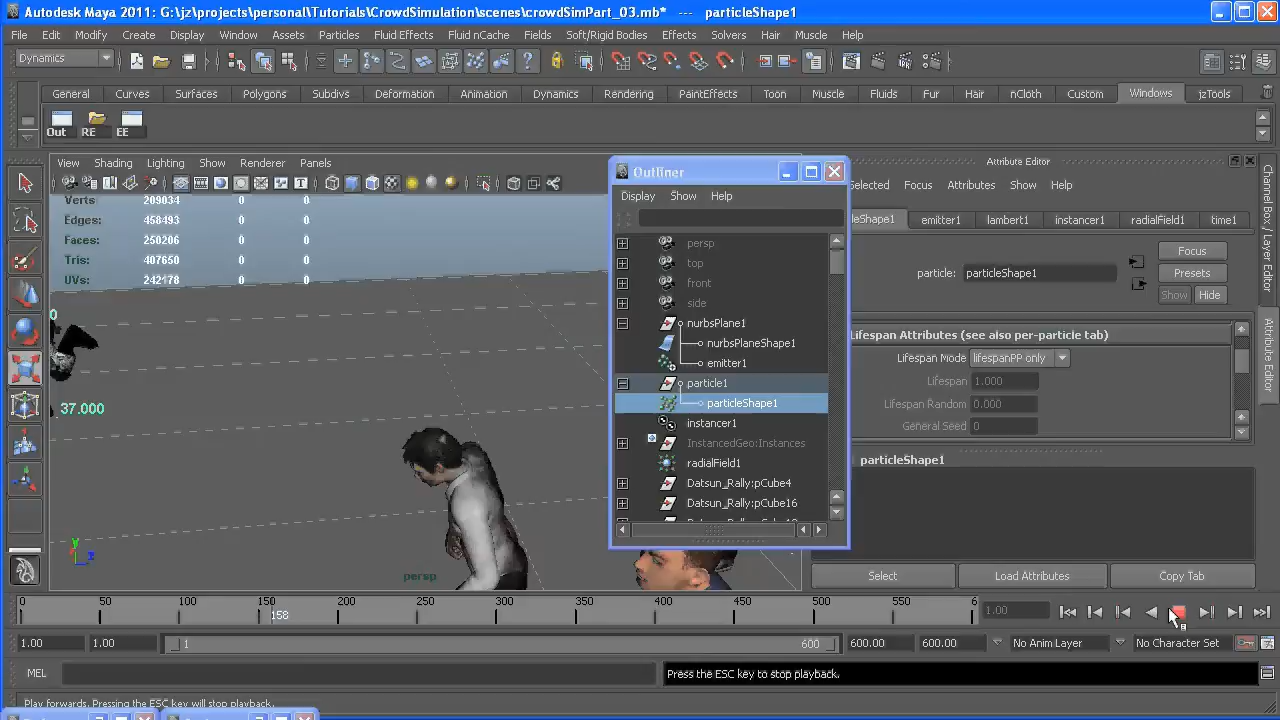 Autodesk Maya 2011: G:\jz\projects\personal\Tutorials\CrowdSimulation\scenes\crowdSimPart_03.mb* --- particleShape1
File Edit Modify Create Display Window Assets Particles Fluid Effects Fluid nCache Fields Soft/Rigid Bodies Effects Solvers Hair Muscle Help
Dynamics
General Curves Surfaces Polygons Subdivs Deformation Animation Dynamics Rendering PaintEffects Toon Muscle Fluids Fur Hair nCloth Custom Windows jzTools
Out RE EE
View Shading Lighting Show Renderer Panels
Verts 209034 0 0
Edges: 458493 0 0
Faces: 250206 0 0
Tris: 407650 0 0
UVs: 242178 0 0
0
37.000
persp
Outliner
Display Show Help
persp
top
front
side
nurbsPlane1
nurbsPlaneShape1
emitter1
particle1
particleShape1
instancer1
InstancedGeo:Instances
radialField1
Datsun_Rally:pCube4
Datsun_Rally:pCube16
Attribute Editor
Selected Focus Attributes Show Help
leShape1 emitter1 lambert1 instancer1 radialField1 time1
particle: particleShape1
Focus
Presets
Show Hide
Lifespan Attributes (see also per-particle tab)
Lifespan Mode lifespanPP only
Lifespan 1.000
Lifespan Random 0.000
General Seed 0
particleShape1
Select Load Attributes Copy Tab
Channel Box / Layer Editor
Attribute Editor
0 50 100 150 200 250 300 350 400 450 500 550 6
158
1.00
1.00 1.00 1 600 600.00 600.00 No Anim Layer No Character Set
MEL
Press the ESC key to stop playback.
Play forwards. Pressing the ESC key will stop playback.